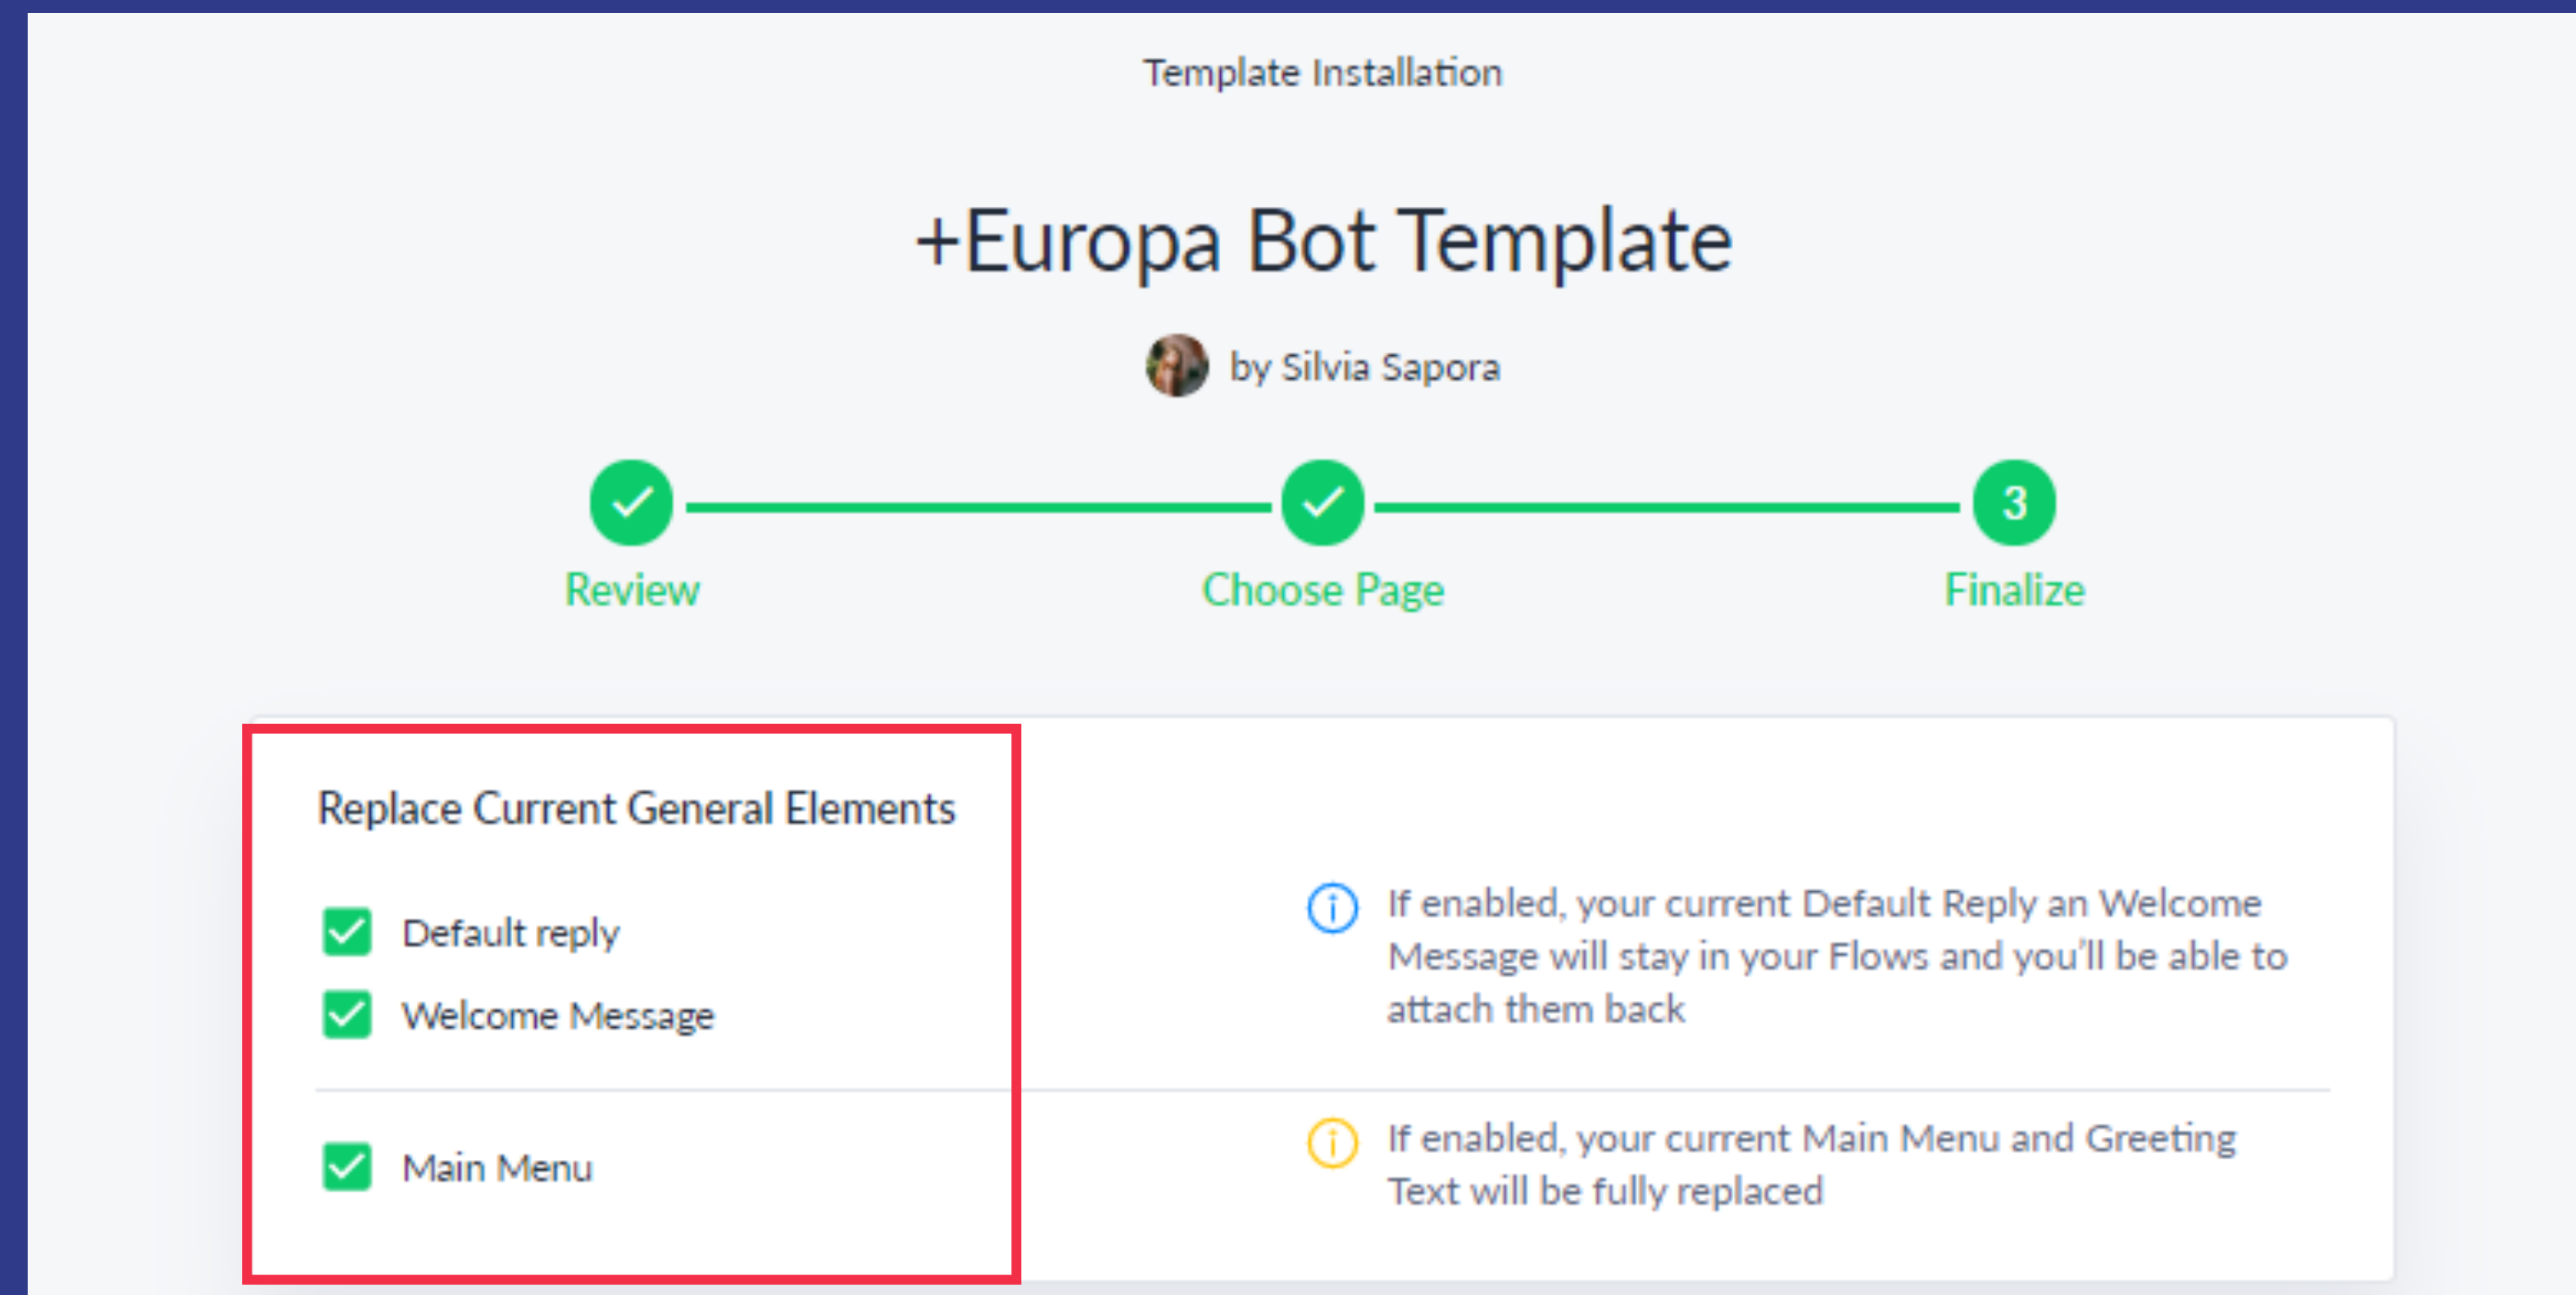 Template Installation
+Europa Bot Template
by Silvia Sapora
3
Review
Choose Page
Finalize
Replace Current General Elements
Default reply
Welcome Message
If enabled, your current Default Reply an Welcome
Message will stay in your Flows and you'll be able to
attach them back
Main Menu
If enabled, your current Main Menu and Greeting
Text will be fully replaced